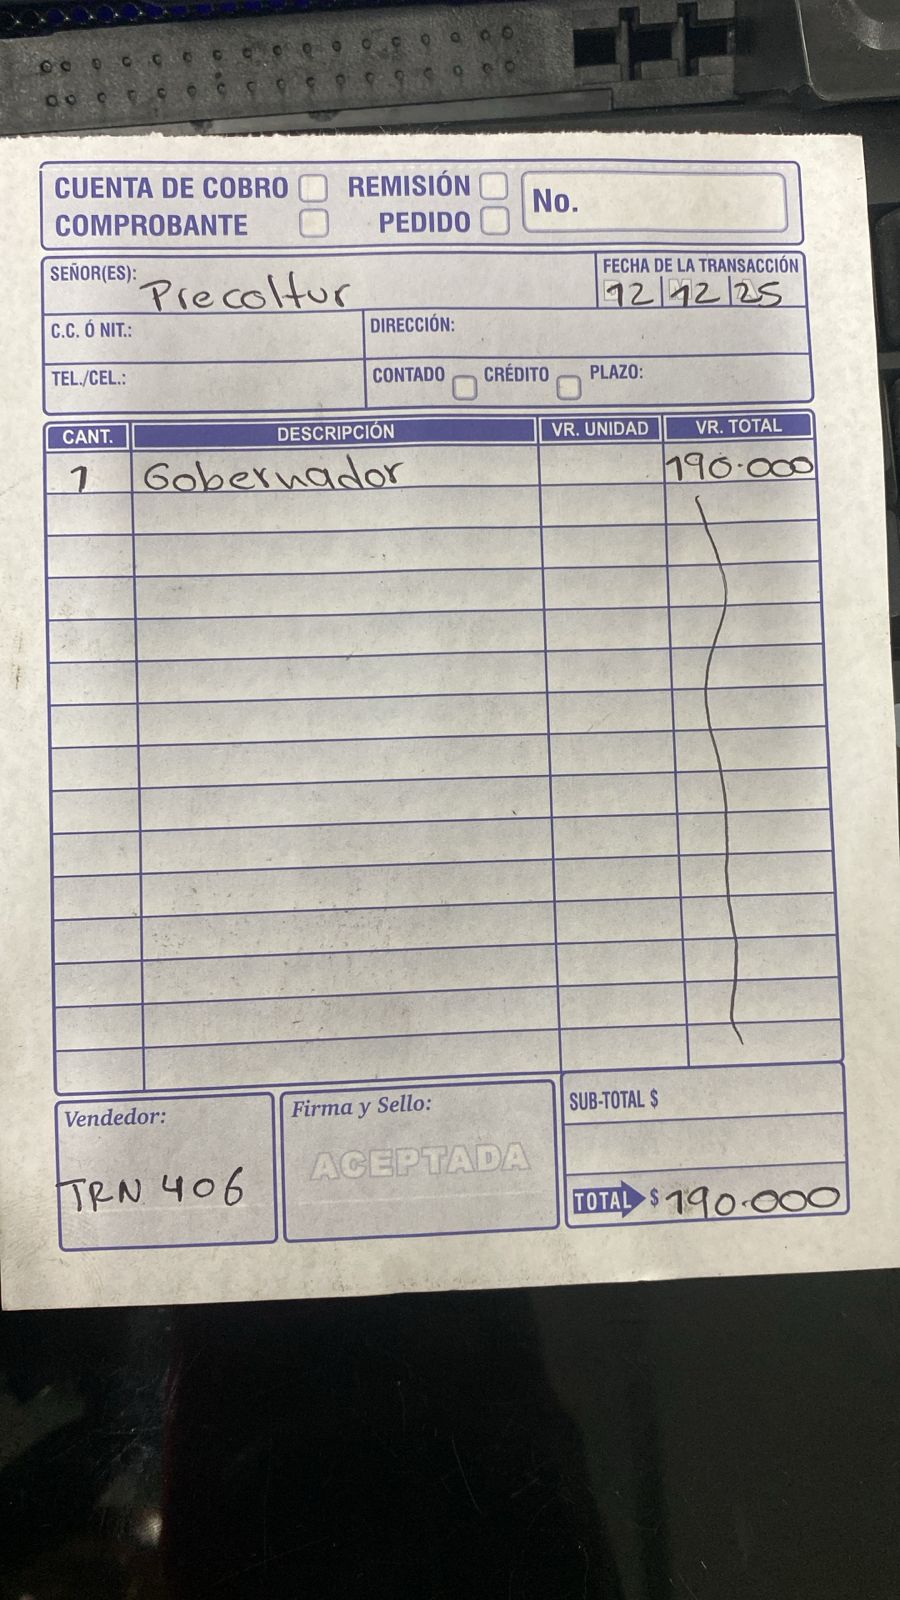 CUENTA DE COBRO REMISIÓN No.
COMPROBANTE PEDIDO
SEÑOR(ES): Precoltur
FECHA DE LA TRANSACCIÓN
12 12 25
C.C. Ó NIT.: DIRECCIÓN:
TEL./CEL.: CONTADO CRÉDITO PLAZO:
CANT. DESCRIPCIÓN VR. UNIDAD VR. TOTAL
1 Gobernador 190.000
Vendedor: Firma y Sello: SUB-TOTAL $
ACEPTADA
TRN 406
TOTAL $ 190.000